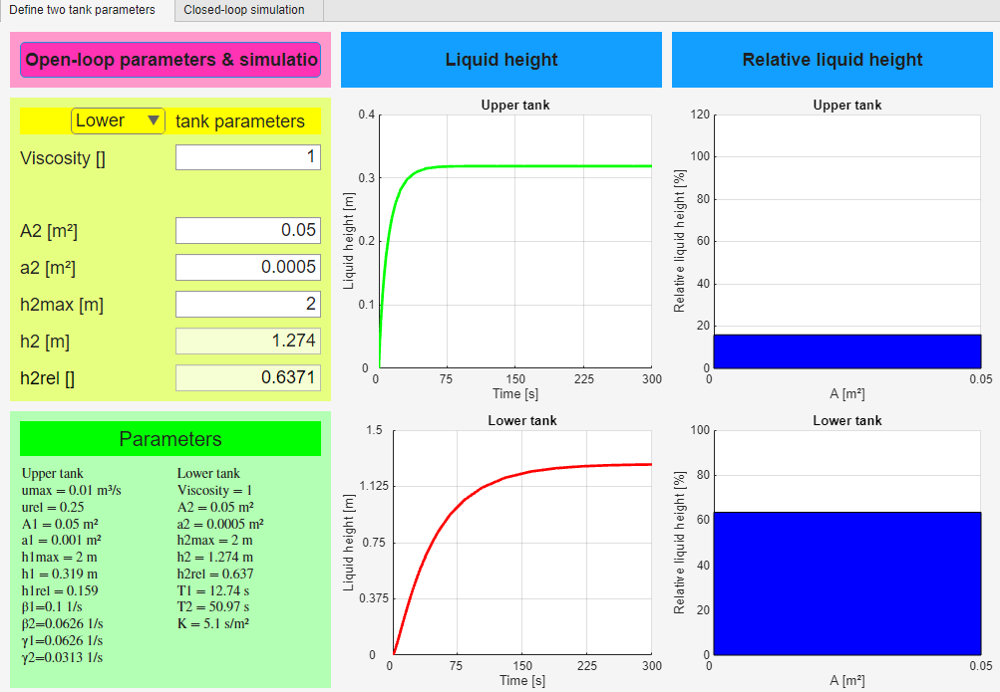 Define two tank parameters
Closed-loop simulation
Open-loop parameters & simulatio
Lower
tank parameters
Viscosity []
1
A2 [m²]
0.05
a2 [m²]
0.0005
h2max [m]
2
h2 [m]
1.274
h2rel []
0.6371
Parameters
Upper tank
umax = 0.01 m³/s
urel = 0.25
A1 = 0.05 m²
a1 = 0.001 m²
h1max = 2 m
h1 = 0.319 m
h1rel = 0.159
β1=0.1 1/s
β2=0.0626 1/s
γ1=0.0626 1/s
γ2=0.0313 1/s
Lower tank
Viscosity = 1
A2 = 0.05 m²
a2 = 0.0005 m²
h2max = 2 m
h2 = 1.274 m
h2rel = 0.637
T1 = 12.74 s
T2 = 50.97 s
K = 5.1 s/m²
Liquid height
Upper tank
Liquid height [m]
0.4
0.3
0.2
0.1
0
0
75
150
225
300
Time [s]
Lower tank
Liquid height [m]
1.5
1.125
0.75
0.375
0
0
75
150
225
300
Time [s]
Relative liquid height
Upper tank
Relative liquid height [%]
120
100
80
60
40
20
0
0
0.05
A [m²]
Lower tank
Relative liquid height [%]
100
80
60
40
20
0
0
0.05
A [m²]